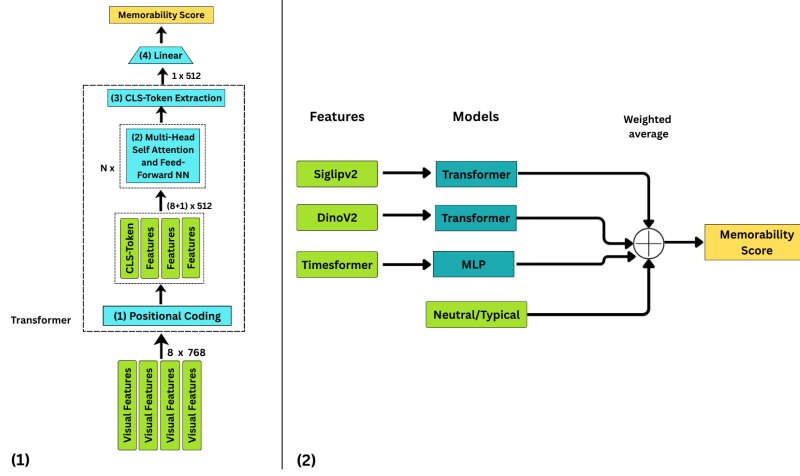 Memorability Score
(4) Linear
1 x 512
(3) CLS-Token Extraction
(2) Multi-Head
Self Attention
and Feed-
Forward NN
N x
(8+1) x 512
CLS-Token
Features
Features
Features
(1) Positional Coding
Transformer
8 x 768
Visual Features
Visual Features
Visual Features
Visual Features
(1)
Features
Models
Weighted
average
Siglipv2
Transformer
DinoV2
Transformer
Timesformer
MLP
Neutral/Typical
Memorability
Score
(2)